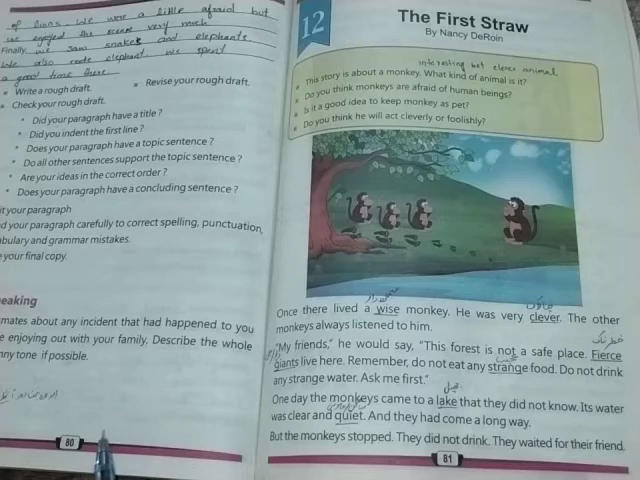 of lions. We were a little afraid but
we enjoyed the scene very much
Finally, we saw snakes and elephants
We also rode elephant. We spent
a good time there
Write a rough draft.
Revise your rough draft.
Check your rough draft.
Did your paragraph have a title ?
Did you indent the first line ?
Does your paragraph have a topic sentence ?
Do all other sentences support the topic sentence ?
Are your ideas in the correct order ?
Does your paragraph have a concluding sentence ?
it your paragraph
d your paragraph carefully to correct spelling, punctuation,
abulary and grammar mistakes.
your final copy.
eaking
mates about any incident that had happened to you
e enjoying out with your family. Describe the whole
nny tone if possible.
80
12
The First Straw
By Nancy DeRoin
interesting but clever animal
This story is about a monkey. What kind of animal is it?
Do you think monkeys are afraid of human beings?
Is it a good idea to keep monkey as pet?
Do you think he will act cleverly or foolishly?
Once there lived a wise monkey. He was very clever. The other
monkeys always listened to him.
"My friends," he would say, "This forest is not a safe place. Fierce
giants live here. Remember, do not eat any strange food. Do not drink
any strange water. Ask me first."
جھیل
One day the monkeys came to a lake that they did not know. Its water
was clear and quiet. And they had come a long way.
But the monkeys stopped. They did not drink. They waited for their friend.
81